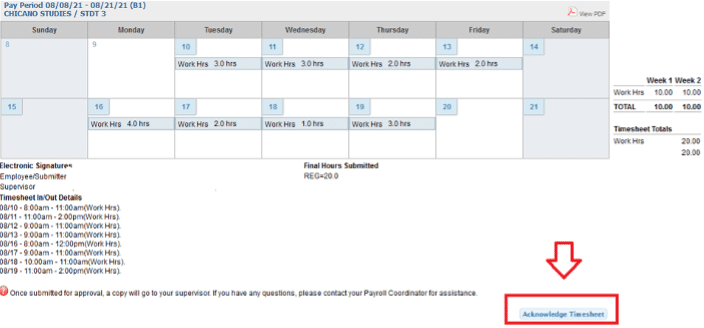 Pay Period 08/08/21 - 08/21/21 (B1)
CHICANO STUDIES / STDT 3
View PDF
Sunday Monday Tuesday Wednesday Thursday Friday Saturday
8 9 10 11 12 13 14
Work Hrs 3.0 hrs Work Hrs 3.0 hrs Work Hrs 2.0 hrs Work Hrs 2.0 hrs
Week 1 Week 2
Work Hrs 10.00 10.00
TOTAL 10.00 10.00
15 16 17 18 19 20 21
Work Hrs 4.0 hrs Work Hrs 2.0 hrs Work Hrs 1.0 hrs Work Hrs 3.0 hrs
Timesheet Totals
Work Hrs 20.00
20.00
Electronic Signatures Final Hours Submitted
Employee/Submitter REG=20.0
Supervisor
Timesheet In/Out Details
08/10 - 8:00am - 11:00am(Work Hrs).
08/11 - 11:00am - 2:00pm(Work Hrs).
08/12 - 9:00am - 11:00am(Work Hrs).
08/13 - 9:00am - 11:00am(Work Hrs).
08/16 - 8:00am - 12:00pm(Work Hrs).
08/17 - 9:00am - 11:00am(Work Hrs).
08/18 - 10:00am - 11:00am(Work Hrs).
08/19 - 11:00am - 2:00pm(Work Hrs).
Once submitted for approval, a copy will go to your supervisor. If you have any questions, please contact your Payroll Coordinator for assistance.
Acknowledge Timesheet